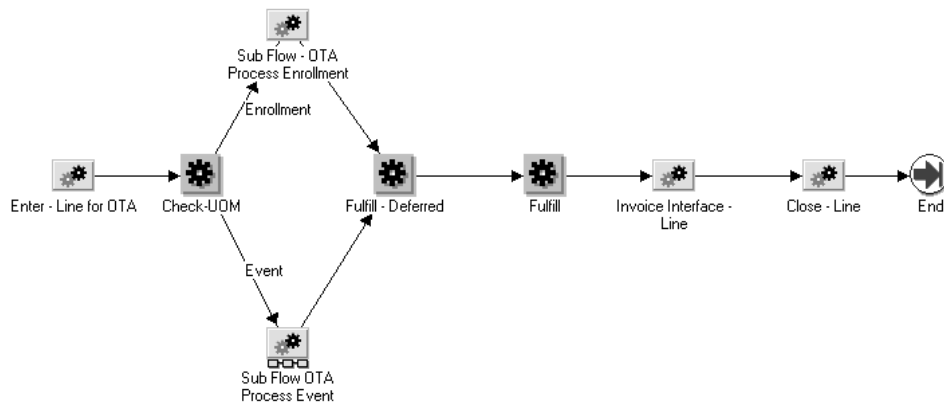 Sub Flow - OTA
Process Enrollment
Enrollment
Enter - Line for OTA
Check-UOM
Fulfill - Deferred
Fulfill
Invoice Interface -
Line
Close - Line
End
Event
Sub Flow OTA
Process Event